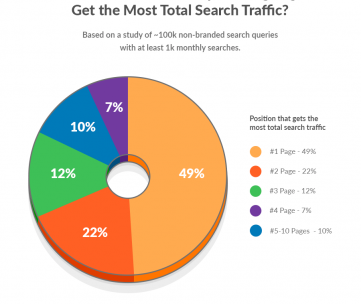 Get the Most Total Search Traffic?
Based on a study of ~100k non-branded search queries
with at least 1k monthly searches.
7%
10%
12%
49%
22%
Position that gets the
most total search traffic
#1 Page - 49%
#2 Page - 22%
#3 Page - 12%
#4 Page - 7%
#5-10 Pages - 10%